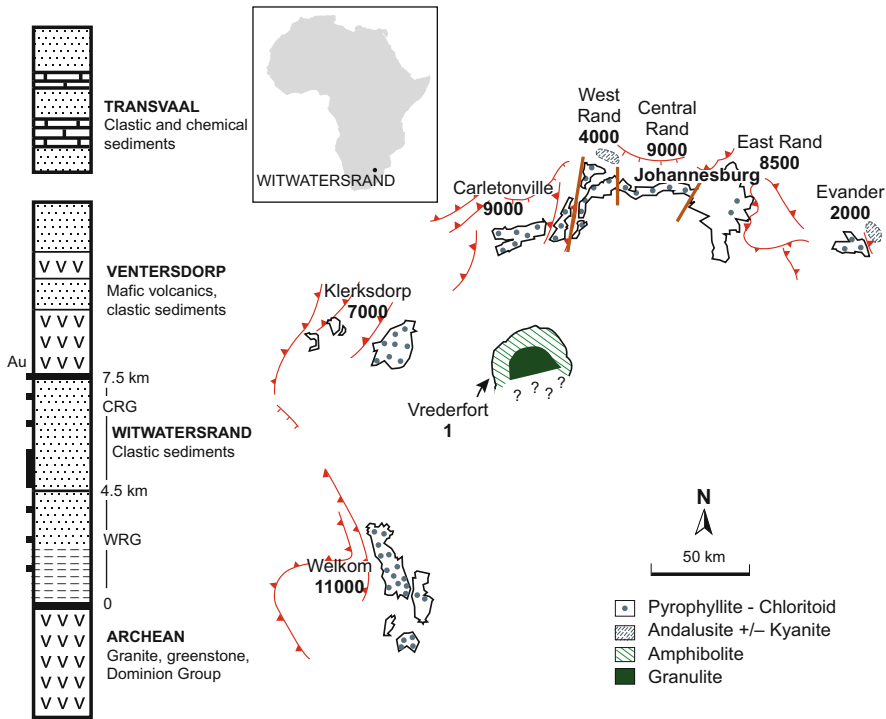 TRANSVAAL
Clastic and chemical
sediments
VENTERSDORP
Mafic volcanics,
clastic sediments
Au
7.5 km
CRG
WITWATERSRAND
Clastic sediments
4.5 km
WRG
0
ARCHEAN
Granite, greenstone,
Dominion Group
V V V
V V V
V V V
V V V
V V V
V V V
V V V
V V V
V V V
WITWATERSRAND
West
Rand
4000
Central
Rand
9000
East Rand
8500
Johannesburg
Carletonville
9000
Evander
2000
Klerksdorp
7000
Vrederfort
1
? ? ? ?
Welkom
11000
N
50 km
Pyrophyllite - Chloritoid
Andalusite +/– Kyanite
Amphibolite
Granulite